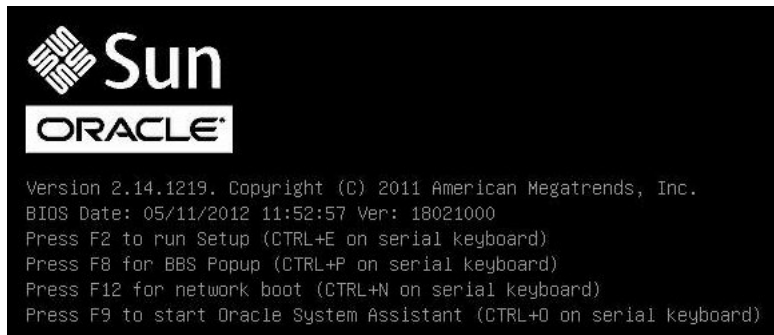 Sun
ORACLE
Version 2.14.1219. Copyright (C) 2011 American Megatrends, Inc.
BIOS Date: 05/11/2012 11:52:57 Ver: 18021000
Press F2 to run Setup (CTRL+E on serial keyboard)
Press F8 for BBS Popup (CTRL+P on serial keyboard)
Press F12 for network boot (CTRL+N on serial keyboard)
Press F9 to start Oracle System Assistant (CTRL+O on serial keyboard)